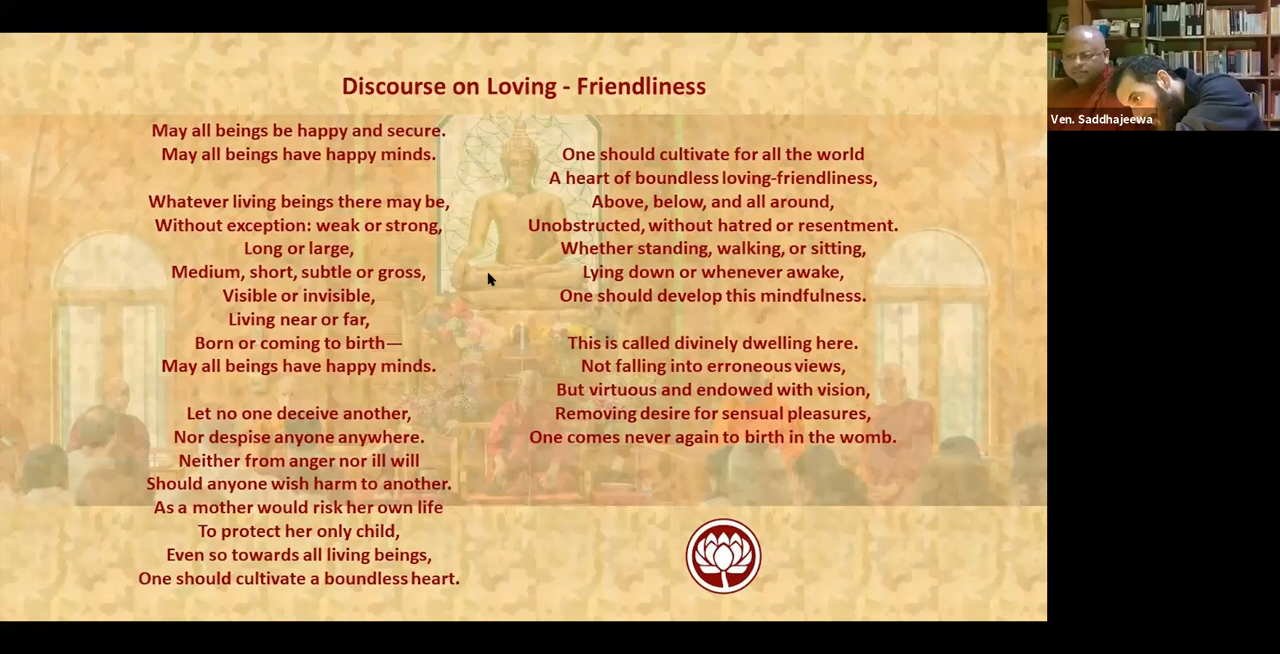 Discourse on Loving - Friendliness
May all beings be happy and secure.
May all beings have happy minds.
Whatever living beings there may be,
Without exception: weak or strong,
Long or large,
Medium, short, subtle or gross,
Visible or invisible,
Living near or far,
Born or coming to birth—
May all beings have happy minds.
Let no one deceive another,
Nor despise anyone anywhere.
Neither from anger nor ill will
Should anyone wish harm to another.
As a mother would risk her own life
To protect her only child,
Even so towards all living beings,
One should cultivate a boundless heart.
One should cultivate for all the world
A heart of boundless loving-friendliness,
Above, below, and all around,
Unobstructed, without hatred or resentment.
Whether standing, walking, or sitting,
Lying down or whenever awake,
One should develop this mindfulness.
This is called divinely dwelling here.
Not falling into erroneous views,
But virtuous and endowed with vision,
Removing desire for sensual pleasures,
One comes never again to birth in the womb.
Ven. Saddhajeewa